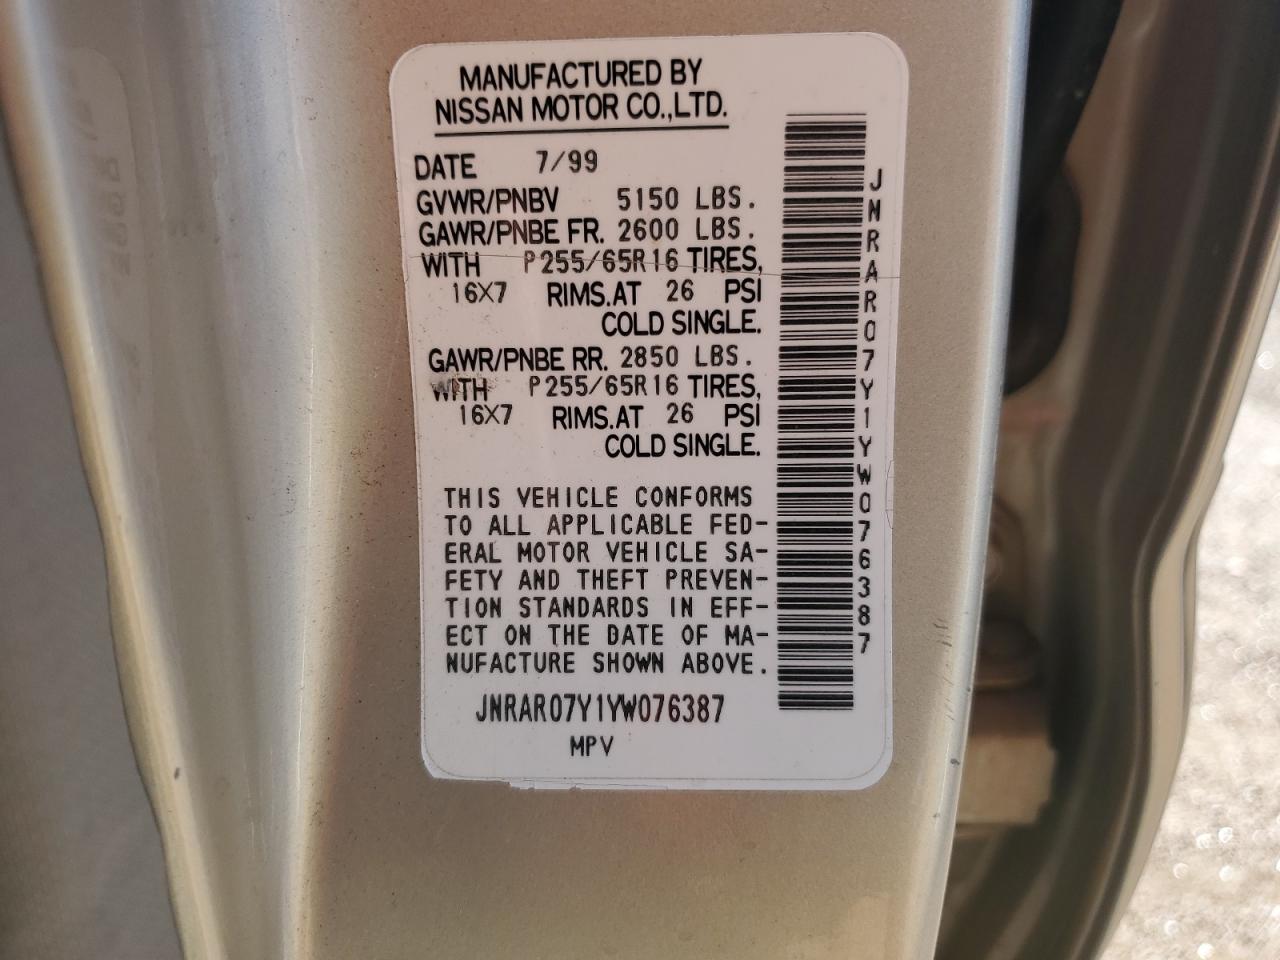 MANUFACTURED BY
NISSAN MOTOR CO.,LTD.
DATE 7/99
GVWR/PNBV 5150 LBS.
GAWR/PNBE FR. 2600 LBS.
WITH P255/65R16 TIRES,
16X7 RIMS.AT 26 PSI
COLD SINGLE.
GAWR/PNBE RR. 2850 LBS.
WITH P255/65R16 TIRES,
16X7 RIMS.AT 26 PSI
COLD SINGLE.
THIS VEHICLE CONFORMS
TO ALL APPLICABLE FED-
ERAL MOTOR VEHICLE SA-
FETY AND THEFT PREVEN-
TION STANDARDS IN EFF-
ECT ON THE DATE OF MA-
NUFACTURE SHOWN ABOVE.
JNRAR07Y1YW076387
MPV
JNRAR07Y1YW076387